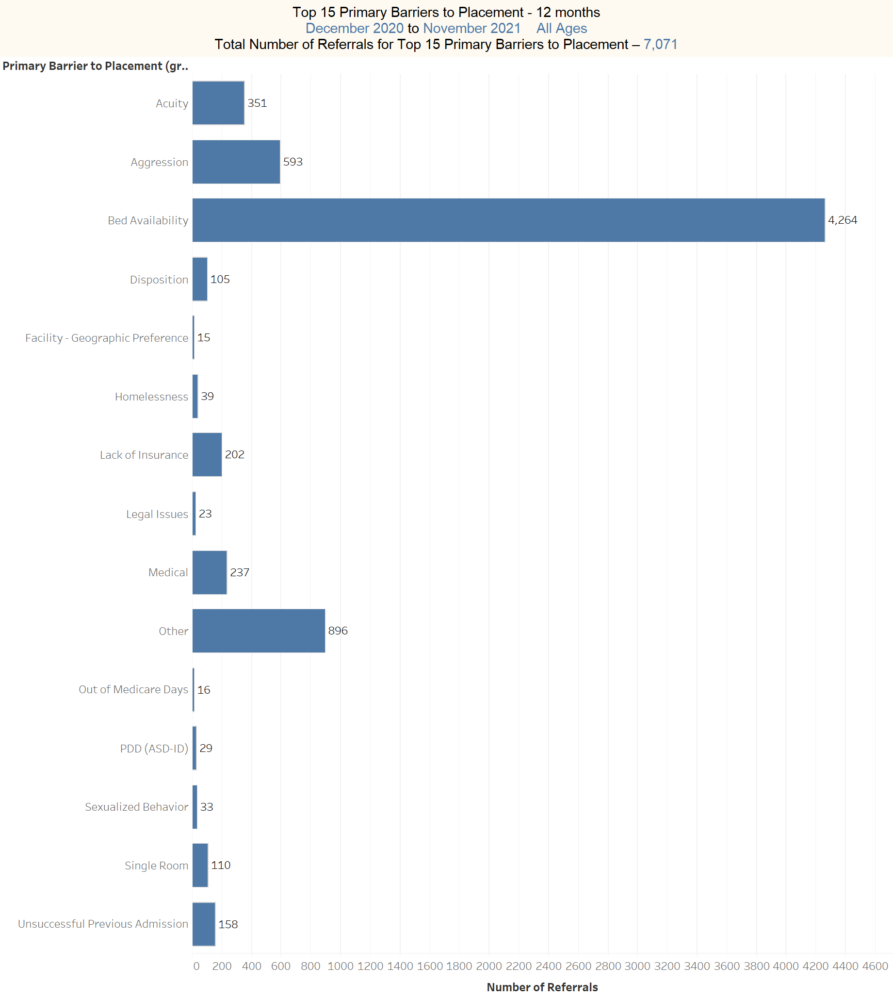 Top 15 Primary Barriers to Placement - 12 months
December 2020 to November 2021 All Ages
Total Number of Referrals for Top 15 Primary Barriers to Placement – 7,071
Primary Barrier to Placement (gr..
Acuity 351
Aggression 593
Bed Availability 4,264
Disposition 105
Facility - Geographic Preference 15
Homelessness 39
Lack of Insurance 202
Legal Issues 23
Medical 237
Other 896
Out of Medicare Days 16
PDD (ASD-ID) 29
Sexualized Behavior 33
Single Room 110
Unsuccessful Previous Admission 158
0 200 400 600 800 1000 1200 1400 1600 1800 2000 2200 2400 2600 2800 3000 3200 3400 3600 3800 4000 4200 4400 4600
Number of Referrals